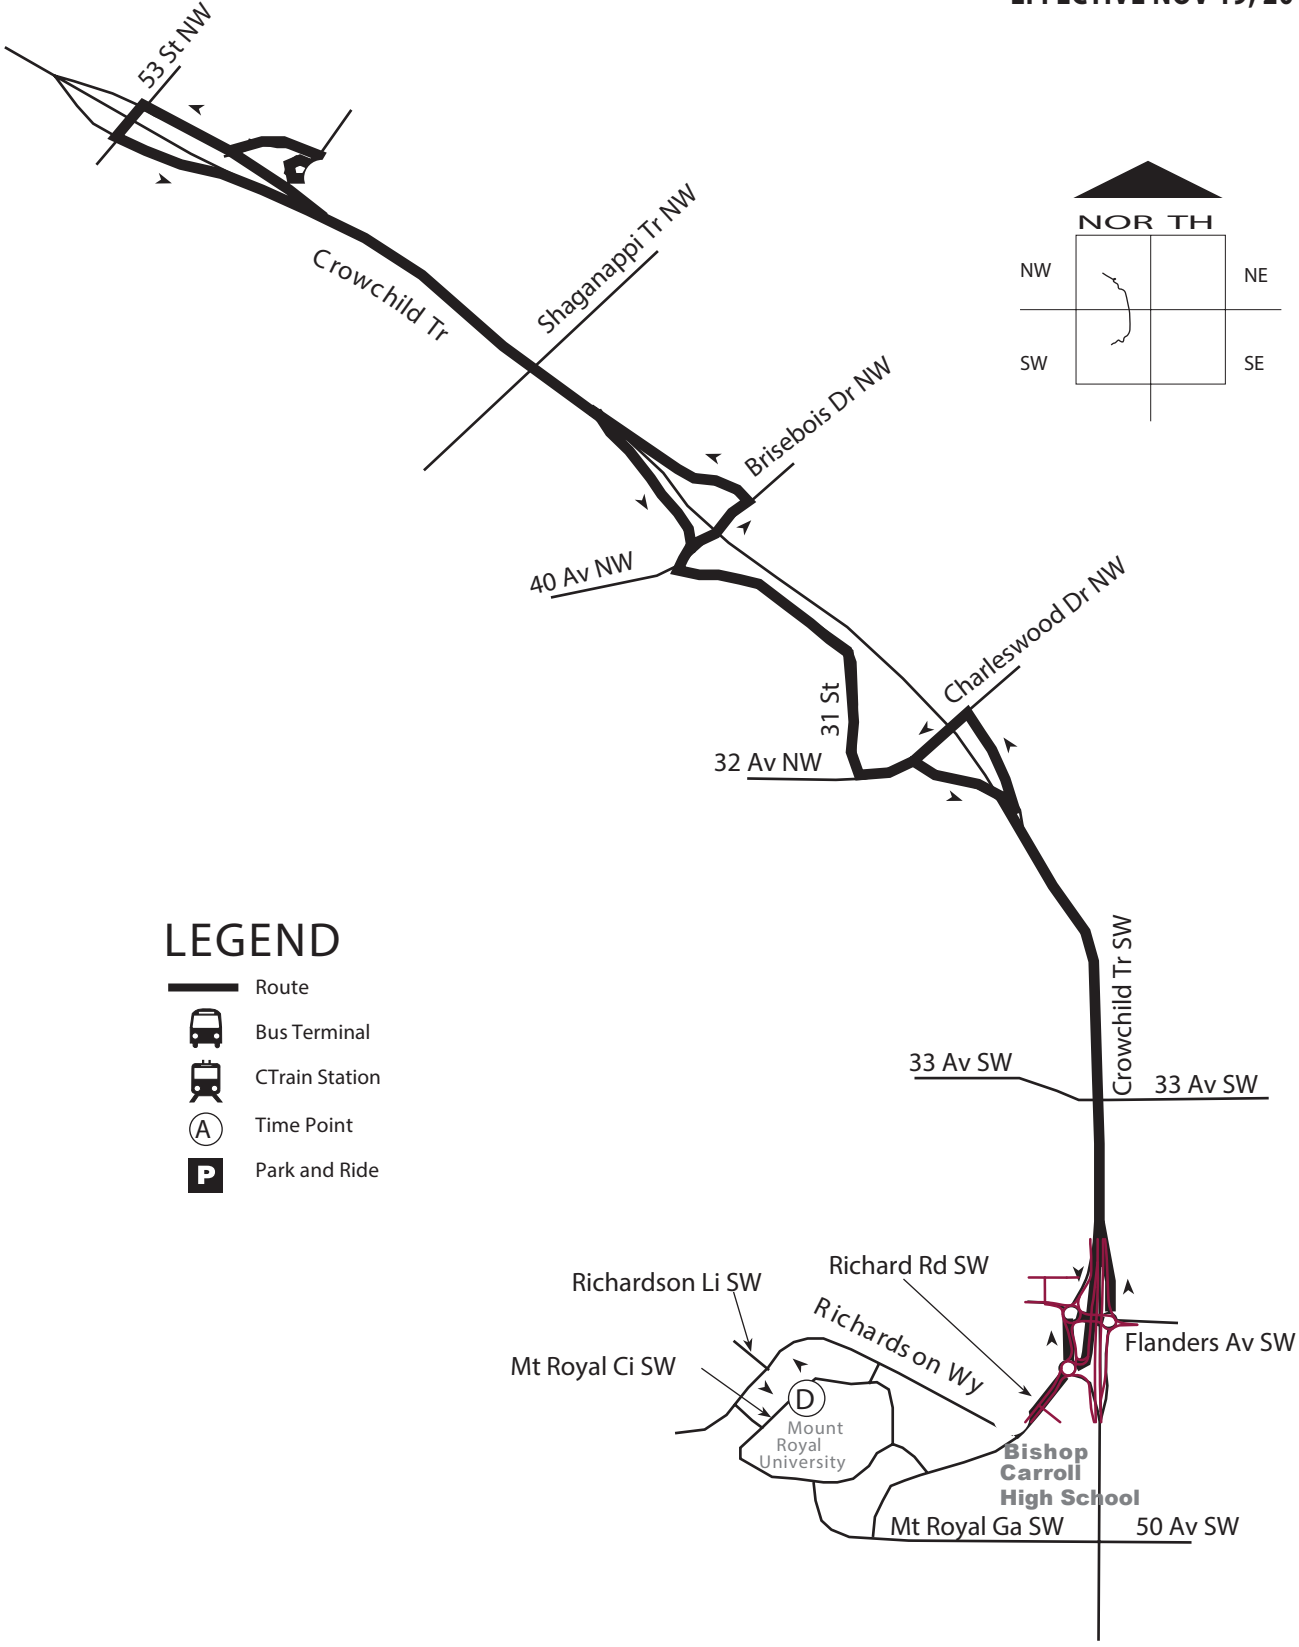 53 St NW
Crowchild Tr
Shaganappi Tr NW
NOR TH
NW
NE
SW
SE
Brisebois Dr NW
40 Av NW
Charleswood Dr NW
31 St
32 Av NW
LEGEND
Route
Bus Terminal
CTrain Station
A
Time Point
P
Park and Ride
Crowchild Tr SW
33 Av SW
33 Av SW
Richard Rd SW
Richardson Li SW
Richardson Wy
Flanders Av SW
Mt Royal Ci SW
D
Mount
Royal
University
Bishop
Carroll
High School
Mt Royal Ga SW
50 Av SW